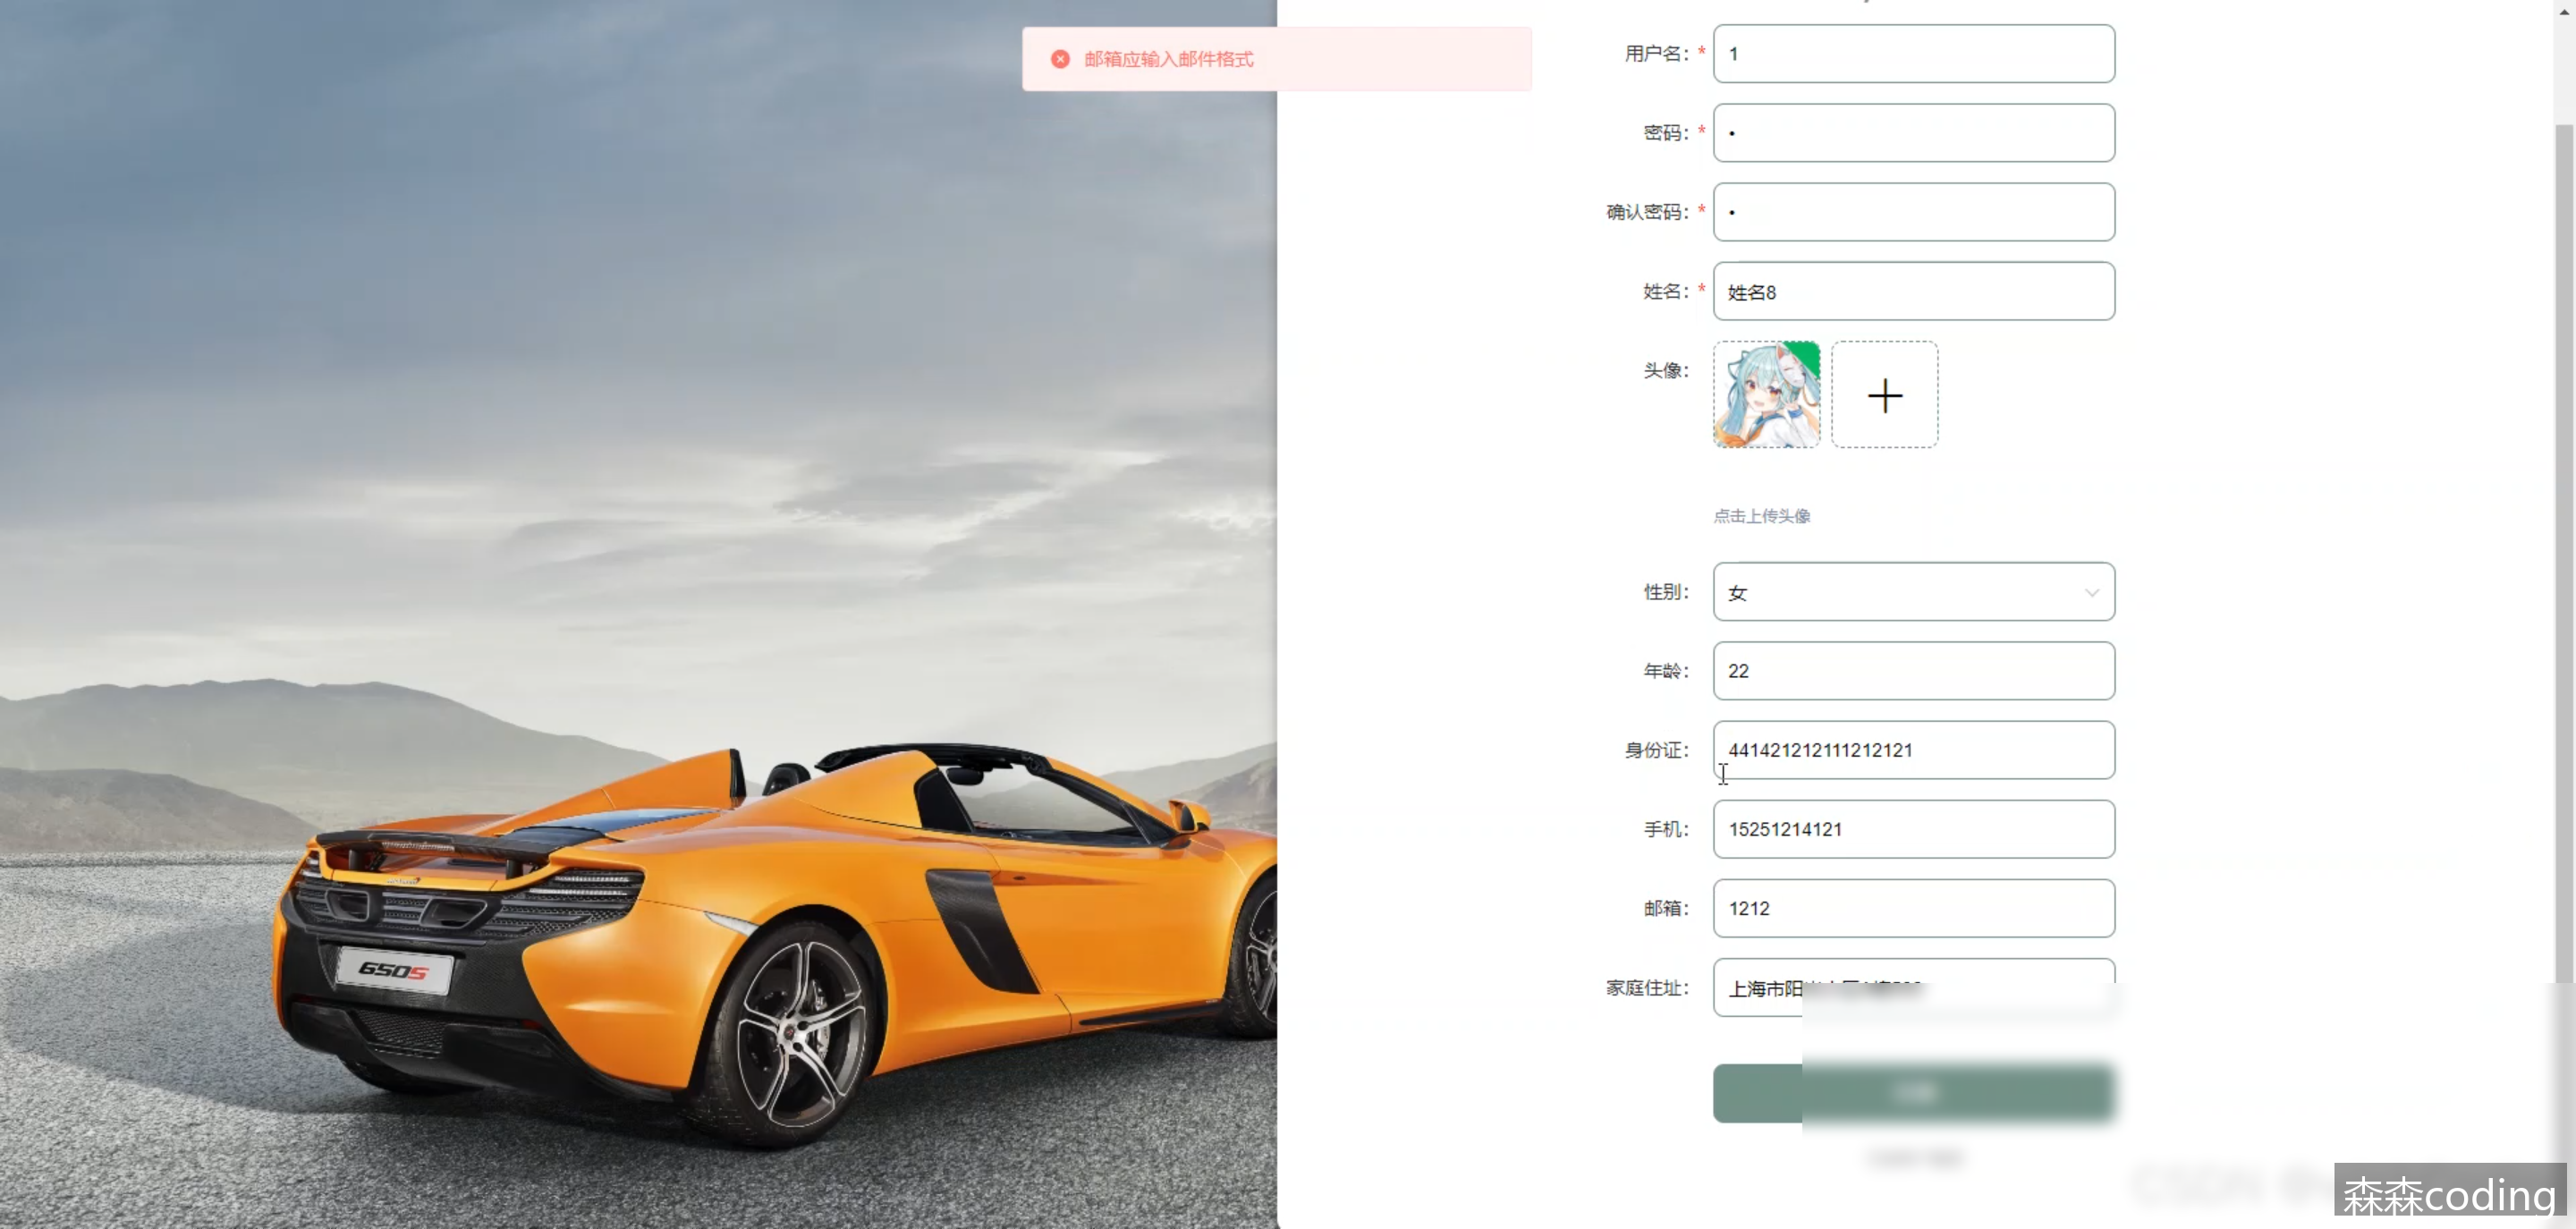 邮箱应输入邮件格式
用户名：* 1
密码：* •
确认密码：* •
姓名：* 姓名8
头像：
点击上传头像
性别： 女
年龄： 22
身份证： 441421212111212121
手机： 15251214121
邮箱： 1212
家庭住址： 上海市阳
650S
森森coding